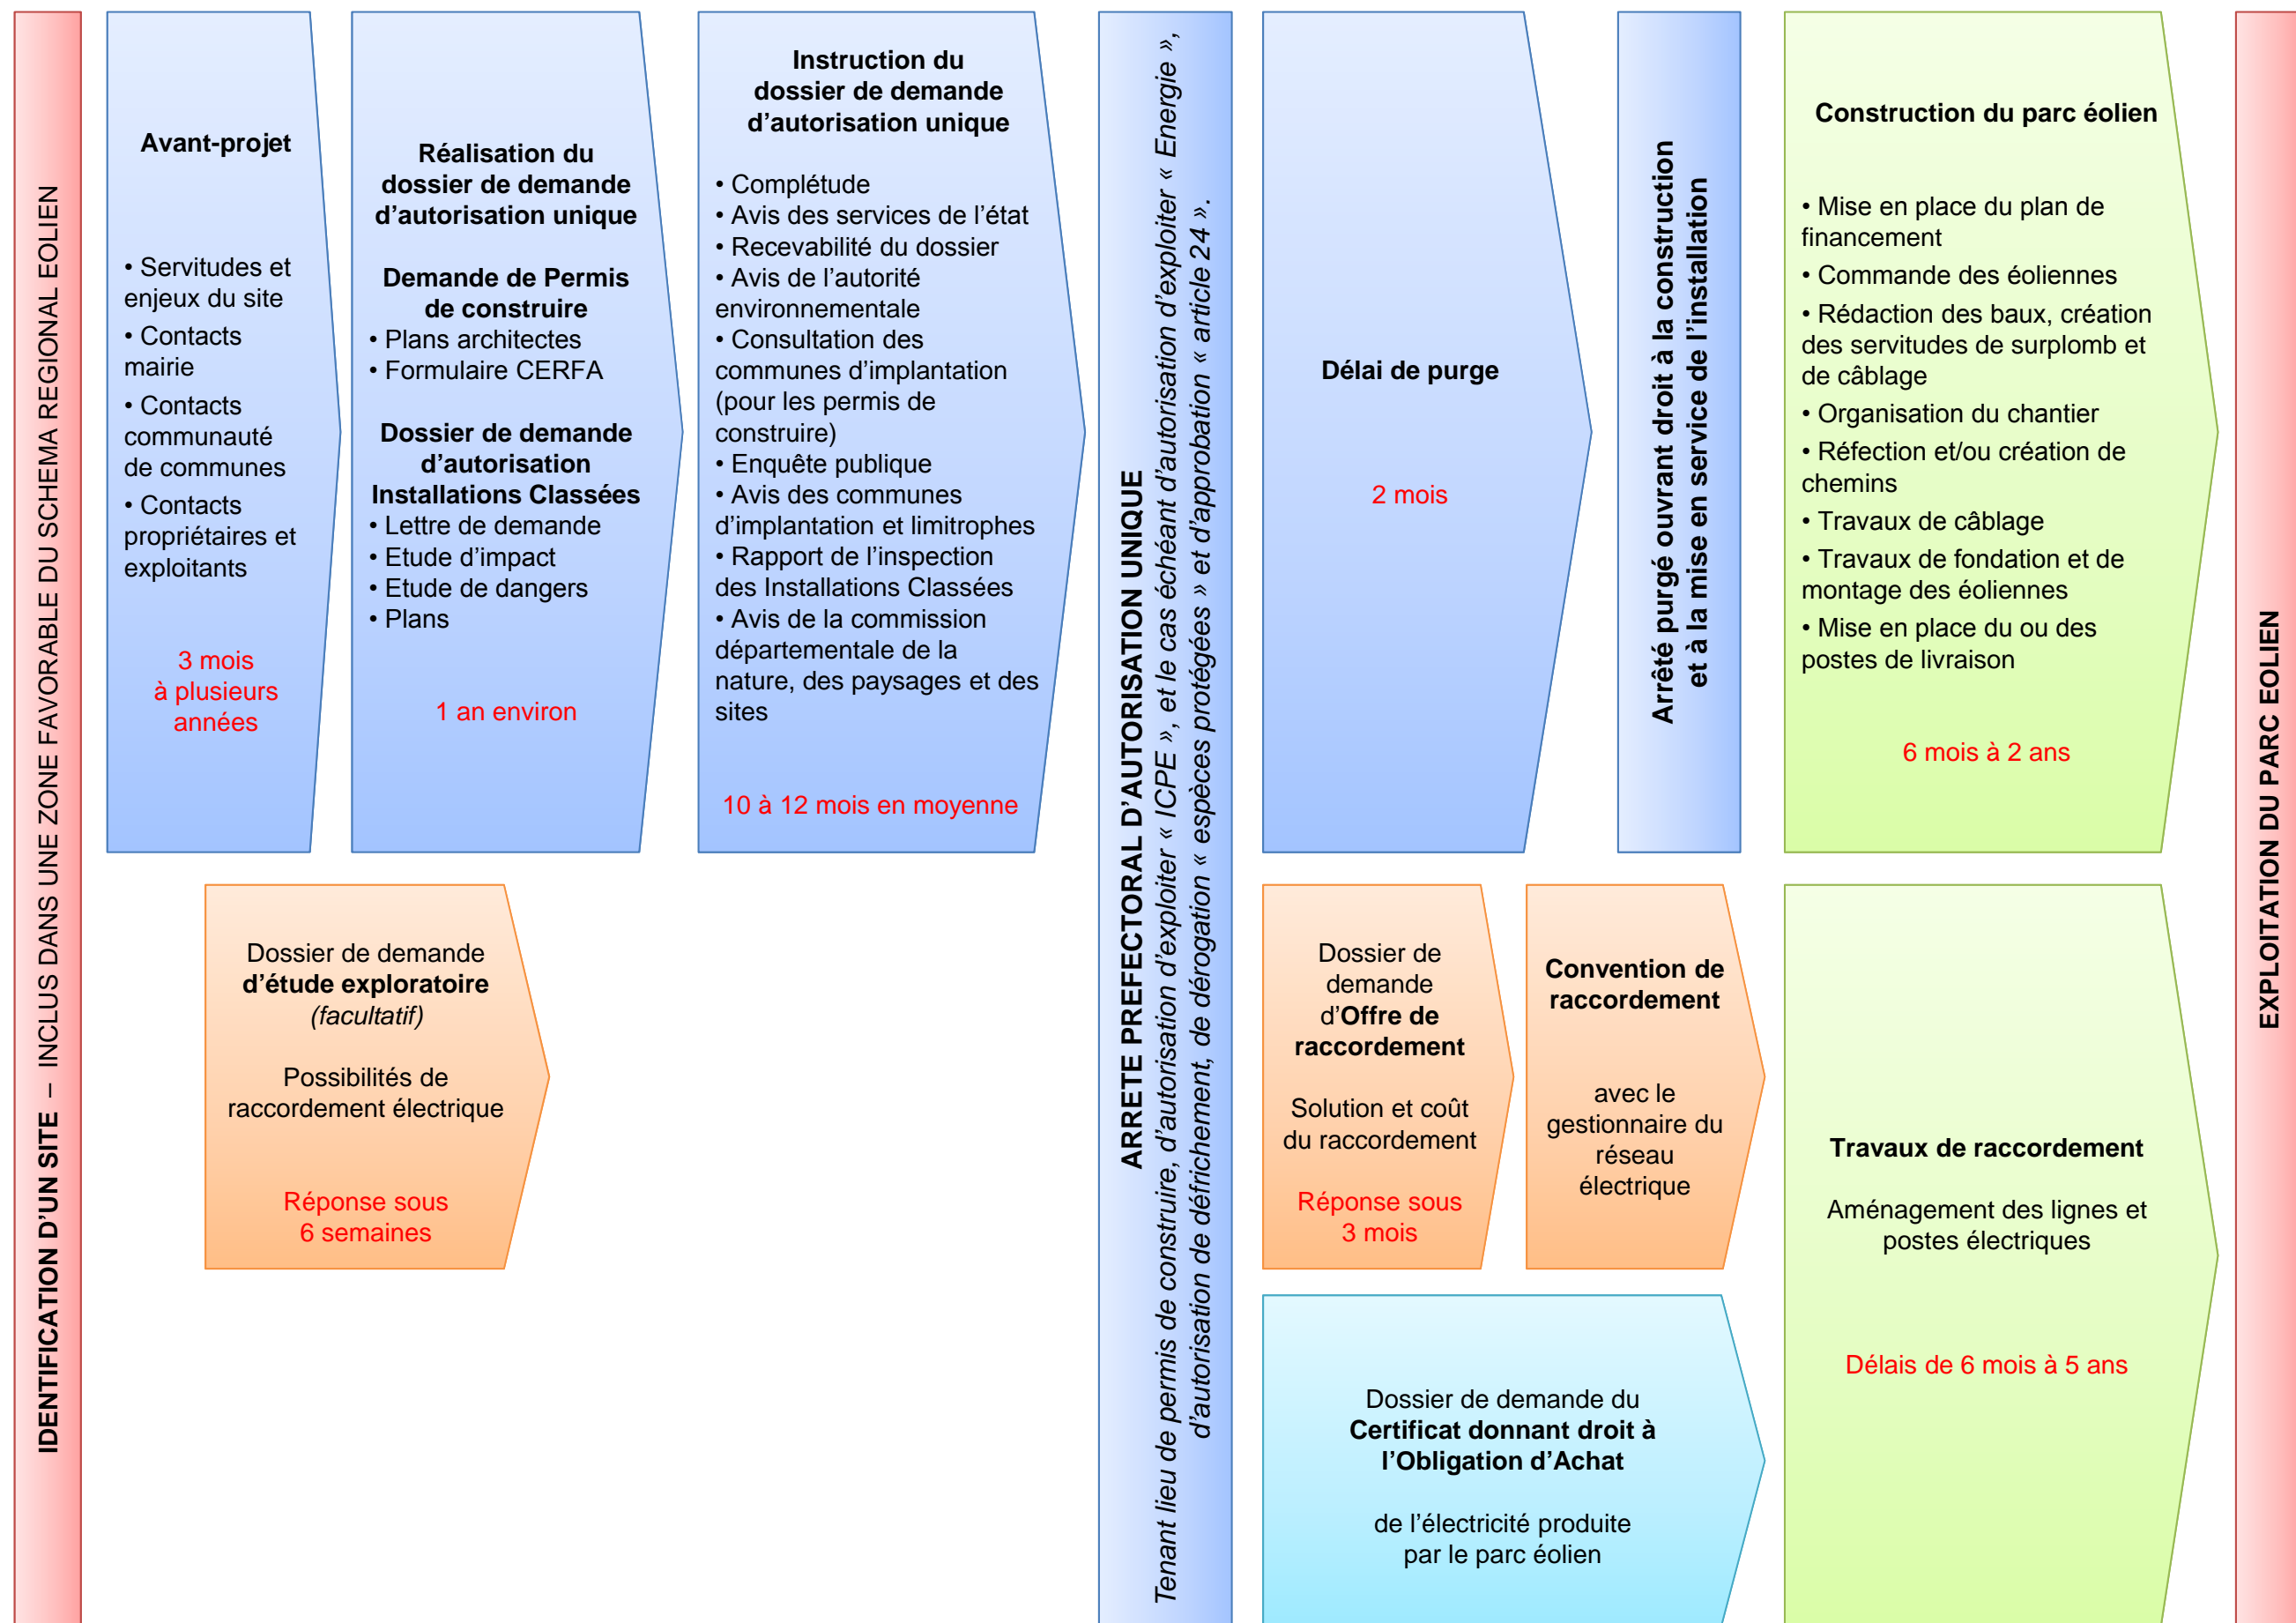 IDENTIFICATION D’UN SITE – INCLUS DANS UNE ZONE FAVORABLE DU SCHEMA REGIONAL EOLIEN
Avant-projet
• Servitudes et
enjeux du site
• Contacts
mairie
• Contacts
communauté
de communes
• Contacts
propriétaires et
exploitants
3 mois
à plusieurs
années
Réalisation du
dossier de demande
d’autorisation unique
Demande de Permis
de construire
• Plans architectes
• Formulaire CERFA
Dossier de demande
d’autorisation
Installations Classées
• Lettre de demande
• Etude d’impact
• Etude de dangers
• Plans
1 an environ
Instruction du
dossier de demande
d’autorisation unique
• Complétude
• Avis des services de l’état
• Recevabilité du dossier
• Avis de l’autorité
environnementale
• Consultation des
communes d’implantation
(pour les permis de
construire)
• Enquête publique
• Avis des communes
d’implantation et limitrophes
• Rapport de l’inspection
des Installations Classées
• Avis de la commission
départementale de la
nature, des paysages et des
sites
10 à 12 mois en moyenne
Dossier de demande
d’étude exploratoire
(facultatif)
Possibilités de
raccordement électrique
Réponse sous
6 semaines
ARRETE PREFECTORAL D’AUTORISATION UNIQUE
Tenant lieu de permis de construire, d’autorisation d’exploiter « ICPE », et le cas échéant d’autorisation d’exploiter « Energie »,
d’autorisation de défrichement, de dérogation « espèces protégées » et d’approbation « article 24 ».
Délai de purge
2 mois
Arrêté purgé ouvrant droit à la construction
et à la mise en service de l’installation
Construction du parc éolien
• Mise en place du plan de
financement
• Commande des éoliennes
• Rédaction des baux, création
des servitudes de surplomb et
de câblage
• Organisation du chantier
• Réfection et/ou création de
chemins
• Travaux de câblage
• Travaux de fondation et de
montage des éoliennes
• Mise en place du ou des
postes de livraison
6 mois à 2 ans
Dossier de
demande
d’Offre de
raccordement
Solution et coût
du raccordement
Réponse sous
3 mois
Convention de
raccordement
avec le
gestionnaire du
réseau
électrique
Dossier de demande du
Certificat donnant droit à
l’Obligation d’Achat
de l’électricité produite
par le parc éolien
Travaux de raccordement
Aménagement des lignes et
postes électriques
Délais de 6 mois à 5 ans
EXPLOITATION DU PARC EOLIEN